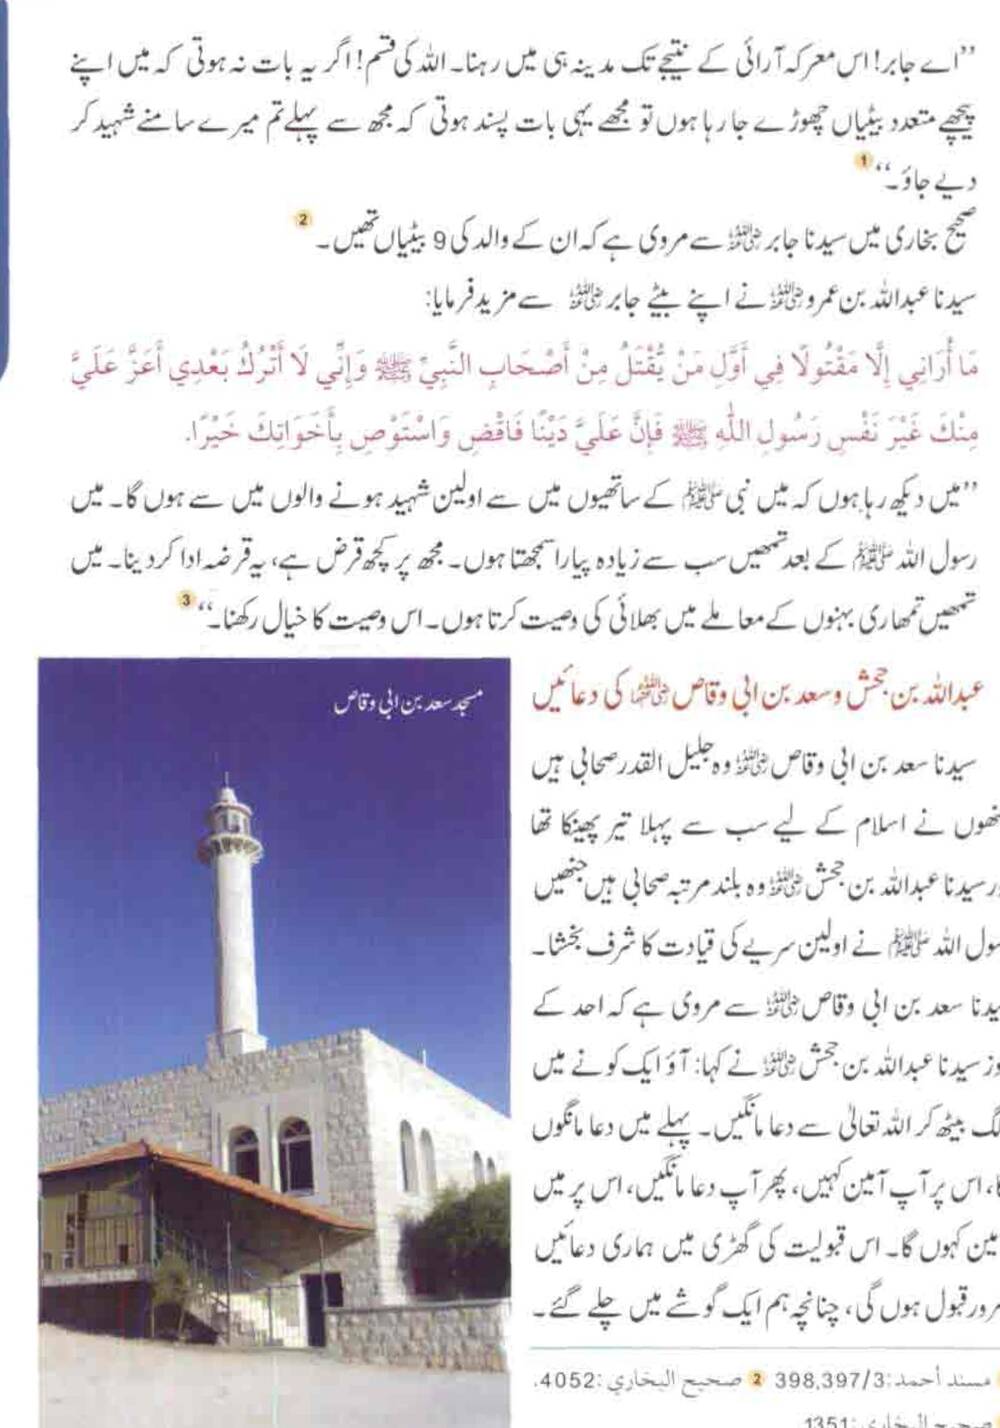 ”اے جابر! اس معرکہ آرائی کے نتیجے تک مدینہ ہی میں رہنا۔ اللہ کی قسم! اگر یہ بات نہ ہوتی کہ میں اپنے
پیچھے متعدد بیٹیاں چھوڑے جا رہا ہوں تو مجھے یہی بات پسند ہوتی کہ مجھ سے پہلے تم میرے سامنے شہید کر
دیے جاؤ۔“ 1
صحیح بخاری میں سیدنا جابر رضی اللہ عنہ سے مروی ہے کہ ان کے والد کی 9 بیٹیاں تھیں۔ 2
سیدنا عبداللہ بن عمرو رضی اللہ عنہ نے اپنے بیٹے جابر رضی اللہ عنہ سے مزید فرمایا:
مَا أُرَانِي إِلَّا مَقْتُولًا فِي أَوَّلِ مَنْ يُقْتَلُ مِنْ أَصْحَابِ النَّبِيِّ ﷺ وَإِنِّي لَا أَتْرُكُ بَعْدِي أَعَزَّ عَلَيَّ
مِنْكَ غَيْرَ نَفْسِ رَسُولِ اللَّهِ ﷺ فَإِنَّ عَلَيَّ دَيْنًا فَاقْضِ وَاسْتَوْصِ بِأَخَوَاتِكَ خَيْرًا.
”میں دیکھ رہا ہوں کہ میں نبی ﷺ کے ساتھیوں میں سے اولین شہید ہونے والوں میں سے ہوں گا۔ میں
رسول اللہ ﷺ کے بعد تمھیں سب سے زیادہ پیارا سمجھتا ہوں۔ مجھ پر کچھ قرض ہے، یہ قرضہ ادا کر دینا۔ میں
تمھیں تمھاری بہنوں کے معاملے میں بھلائی کی وصیت کرتا ہوں۔ اس وصیت کا خیال رکھنا۔“ 3
عبداللہ بن جحش و سعد بن ابی وقاص رضی اللہ عنہما کی دعائیں
سیدنا سعد بن ابی وقاص رضی اللہ عنہ وہ جلیل القدر صحابی ہیں
نھوں نے اسلام کے لیے سب سے پہلا تیر پھینکا تھا
ور سیدنا عبداللہ بن جحش رضی اللہ عنہ وہ بلند مرتبہ صحابی ہیں جنھیں
سول اللہ ﷺ نے اولین سریے کی قیادت کا شرف بخشا۔
یدنا سعد بن ابی وقاص رضی اللہ عنہ سے مروی ہے کہ احد کے
وز سیدنا عبداللہ بن جحش رضی اللہ عنہ نے کہا: آؤ ایک کونے میں
لگ بیٹھ کر اللہ تعالیٰ سے دعا مانگیں۔ پہلے میں دعا مانگوں
ا، اس پر آپ آمین کہیں، پھر آپ دعا مانگیں، اس پر میں
مین کہوں گا۔ اس قبولیت کی گھڑی میں ہماری دعائیں
رور قبول ہوں گی، چنانچہ ہم ایک گوشے میں چلے گئے۔
مسجد سعد بن ابی وقاص
مسند أحمد: 398,397/3 2 صحيح البخاري: 4052.
صحيح البخاري: 1351